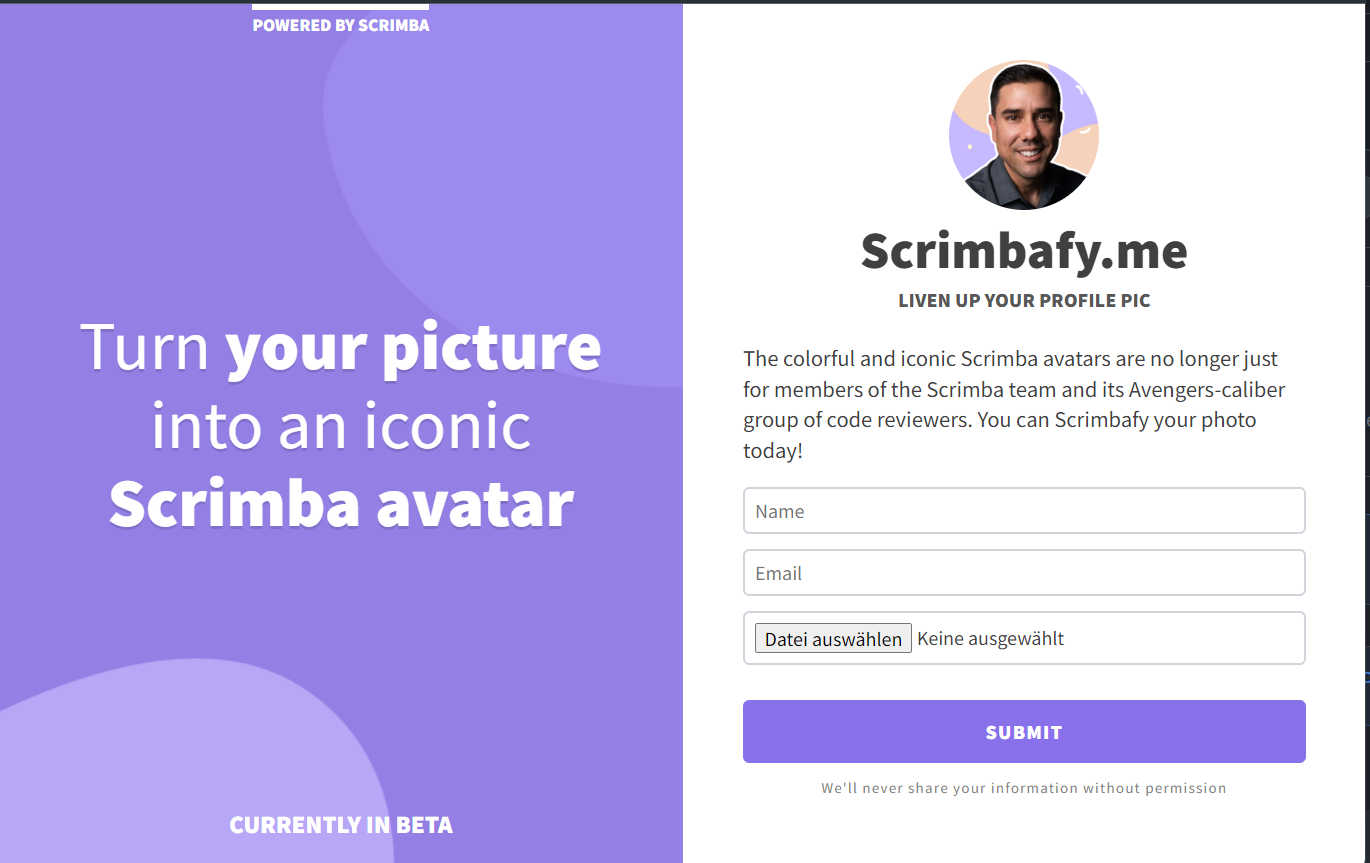 POWERED BY SCRIMBA
Turn your picture
into an iconic
Scrimba avatar
CURRENTLY IN BETA
Scrimbafy.me
LIVEN UP YOUR PROFILE PIC
The colorful and iconic Scrimba avatars are no longer just
for members of the Scrimba team and its Avengers-caliber
group of code reviewers. You can Scrimbafy your photo
today!
Name
Email
Datei auswählen Keine ausgewählt
SUBMIT
We'll never share your information without permission